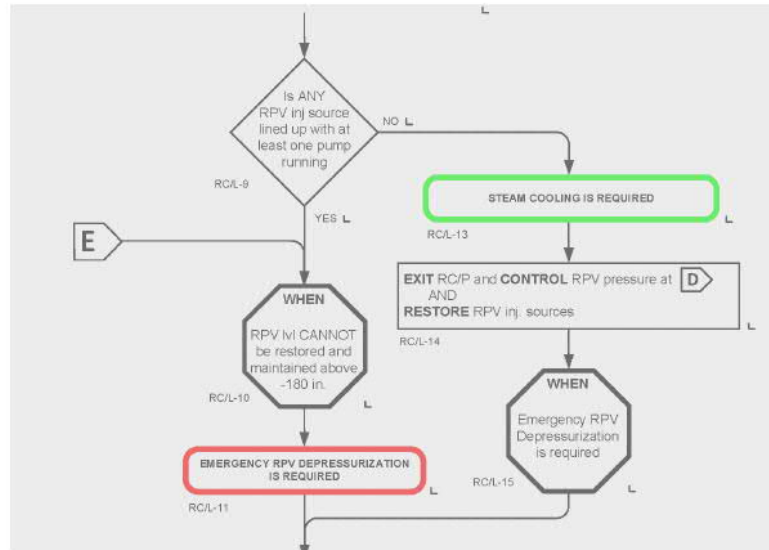 Is ANY
RPV inj source
lined up with at
least one pump
running
NO
RC/L-9
STEAM COOLING IS REQUIRED
YES
RC/L-13
E
EXIT RC/P and CONTROL RPV pressure at D
AND
RESTORE RPV inj. sources
RC/L-14
WHEN
RPV lvl CANNOT
be restored and
maintained above
-180 in.
RC/L-10
WHEN
Emergency RPV
Depressurization
is required
RC/L-15
EMERGENCY RPV DEPRESSURIZATION
IS REQUIRED
RC/L-11